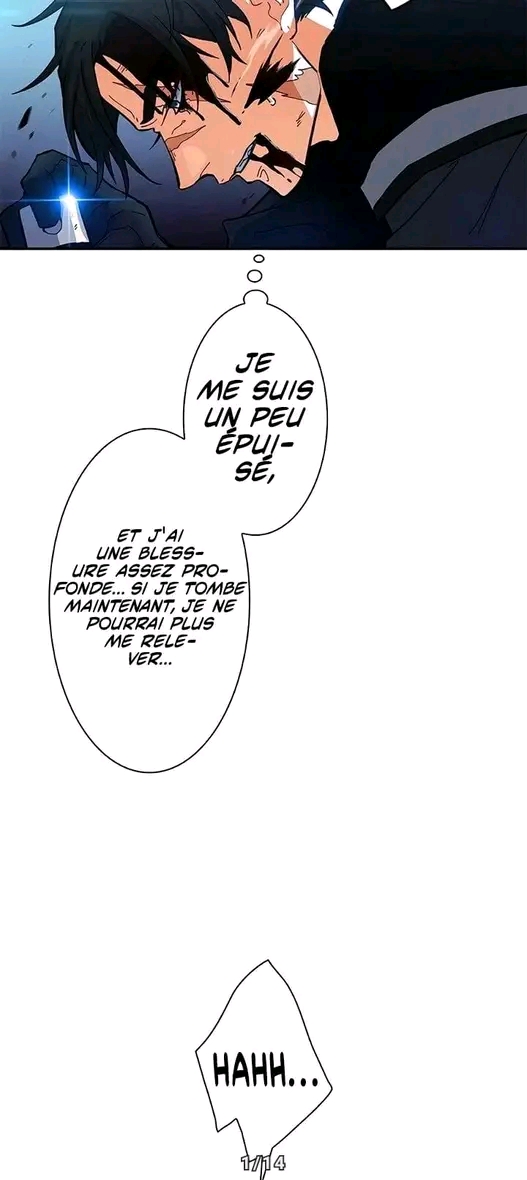 JE
ME SUIS
UN PEU
ÉPUI-
SÉ,
ET J'AI
UNE BLESS-
URE ASSEZ PRO-
FONDE... SI JE TOMBE
MAINTENANT, JE NE
POURRAI PLUS
ME RELE-
VER...
HAHH...
1/14